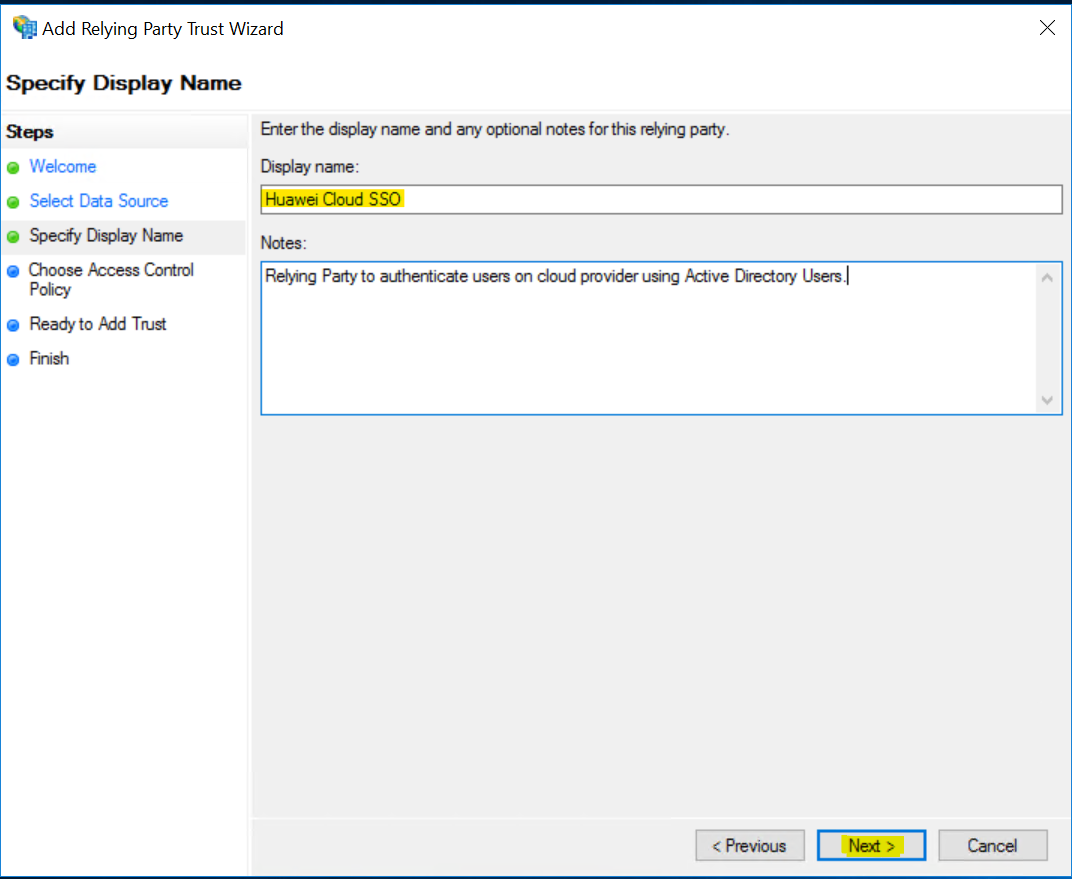 Add Relying Party Trust Wizard
Specify Display Name
Steps
Welcome
Select Data Source
Specify Display Name
Choose Access Control
Policy
Ready to Add Trust
Finish
Enter the display name and any optional notes for this relying party.
Display name:
Huawei Cloud SSO
Notes:
Relying Party to authenticate users on cloud provider using Active Directory Users.
< Previous
Next >
Cancel